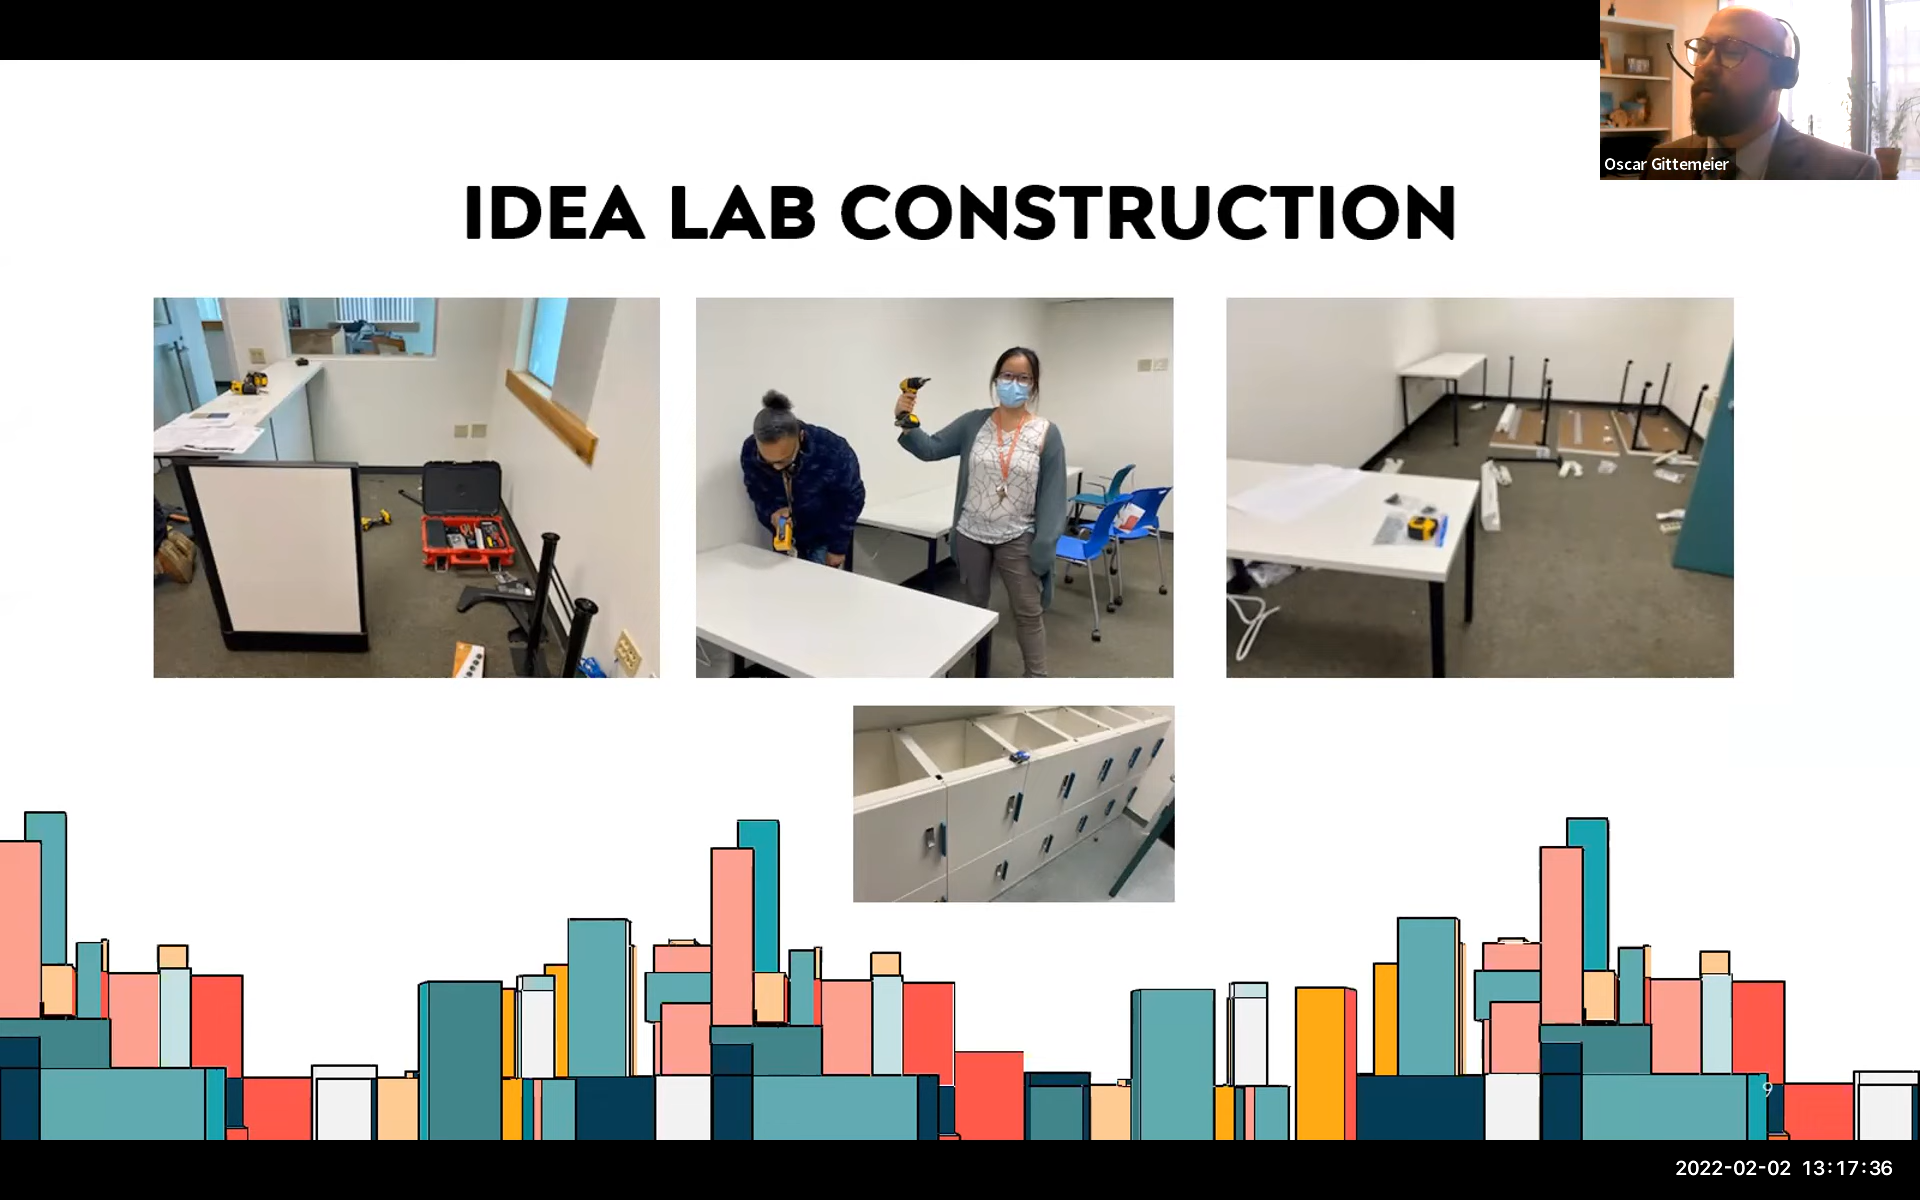 Oscar Gittemeier
IDEA LAB CONSTRUCTION
9
2022-02-02 13:17:36